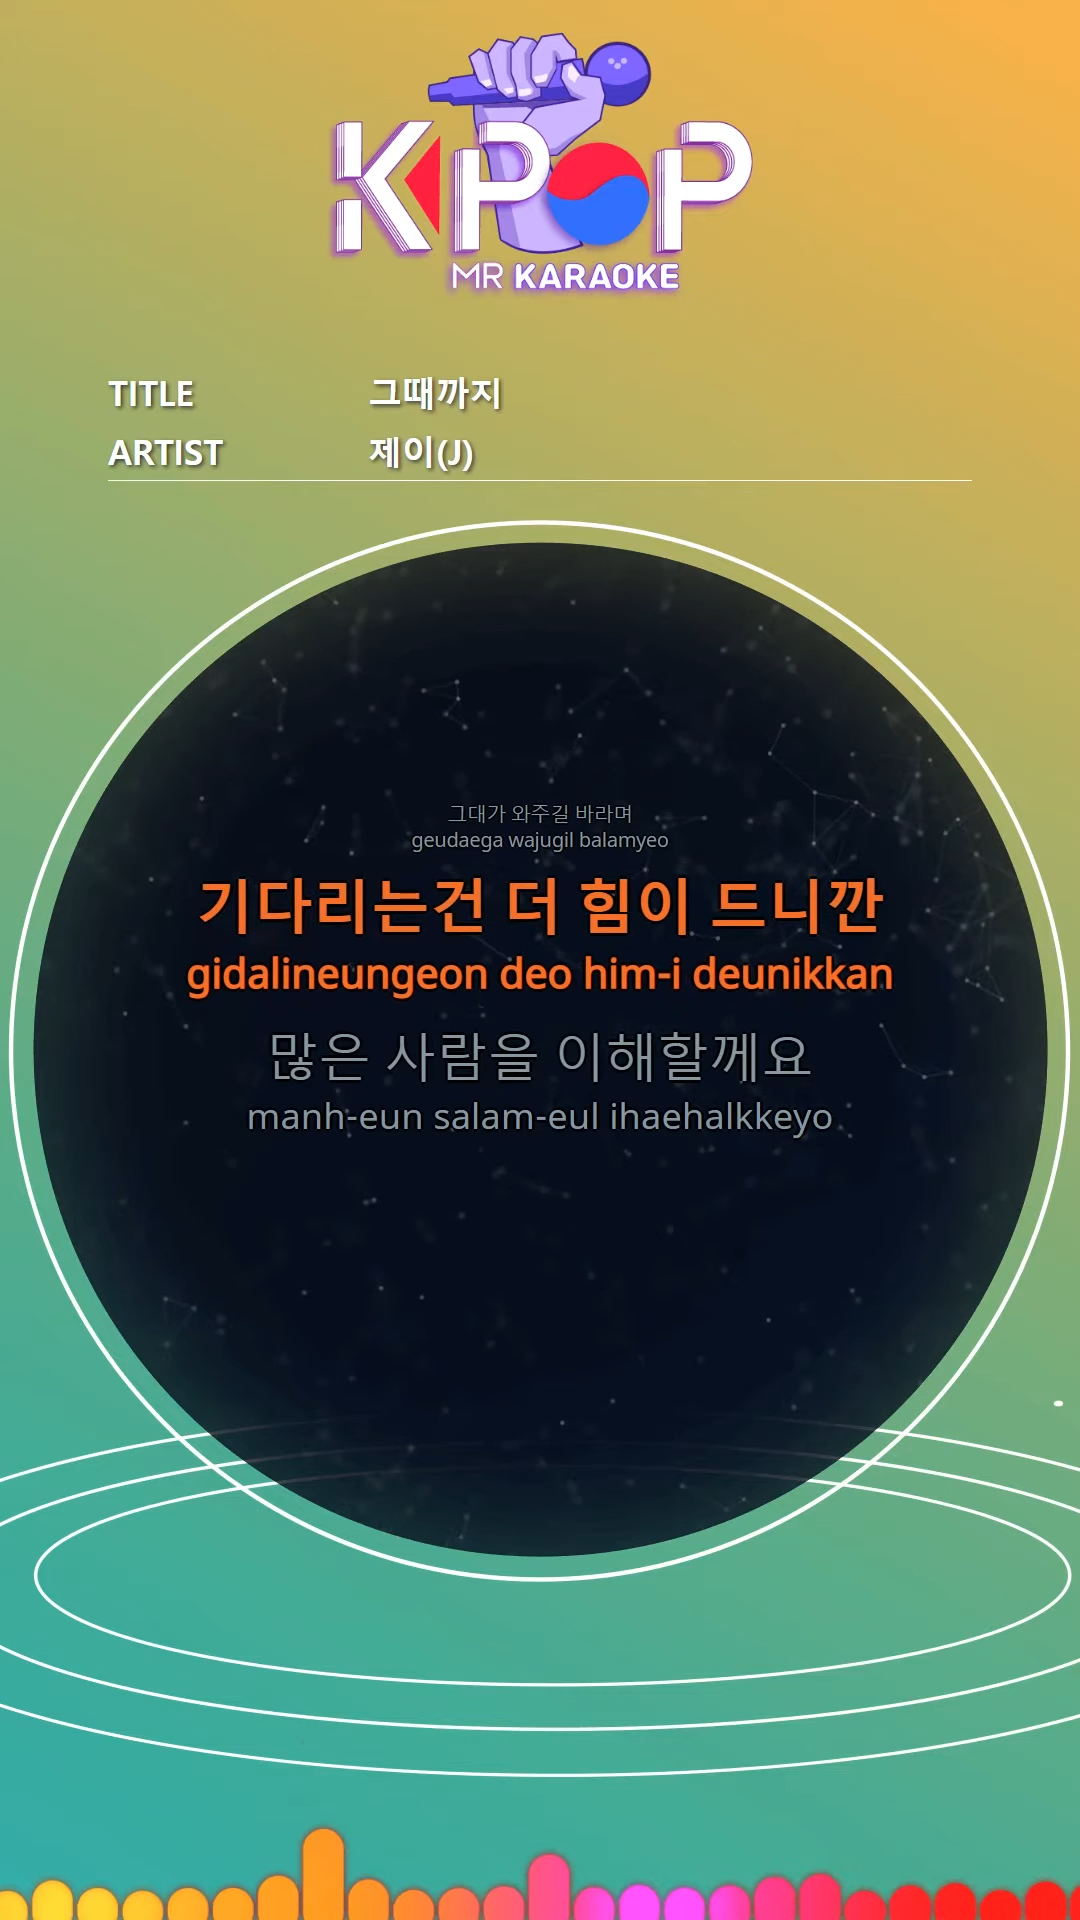 KPOP
MR KARAOKE
TITLE 그때까지
ARTIST 제이(J)
그대가 와주길 바라며
geudaega wajugil balamyeo
기다리는건 더 힘이 드니깐
gidalineungeon deo him-i deunikkan
많은 사람을 이해할께요
manh-eun salam-eul ihaehalkkeyo